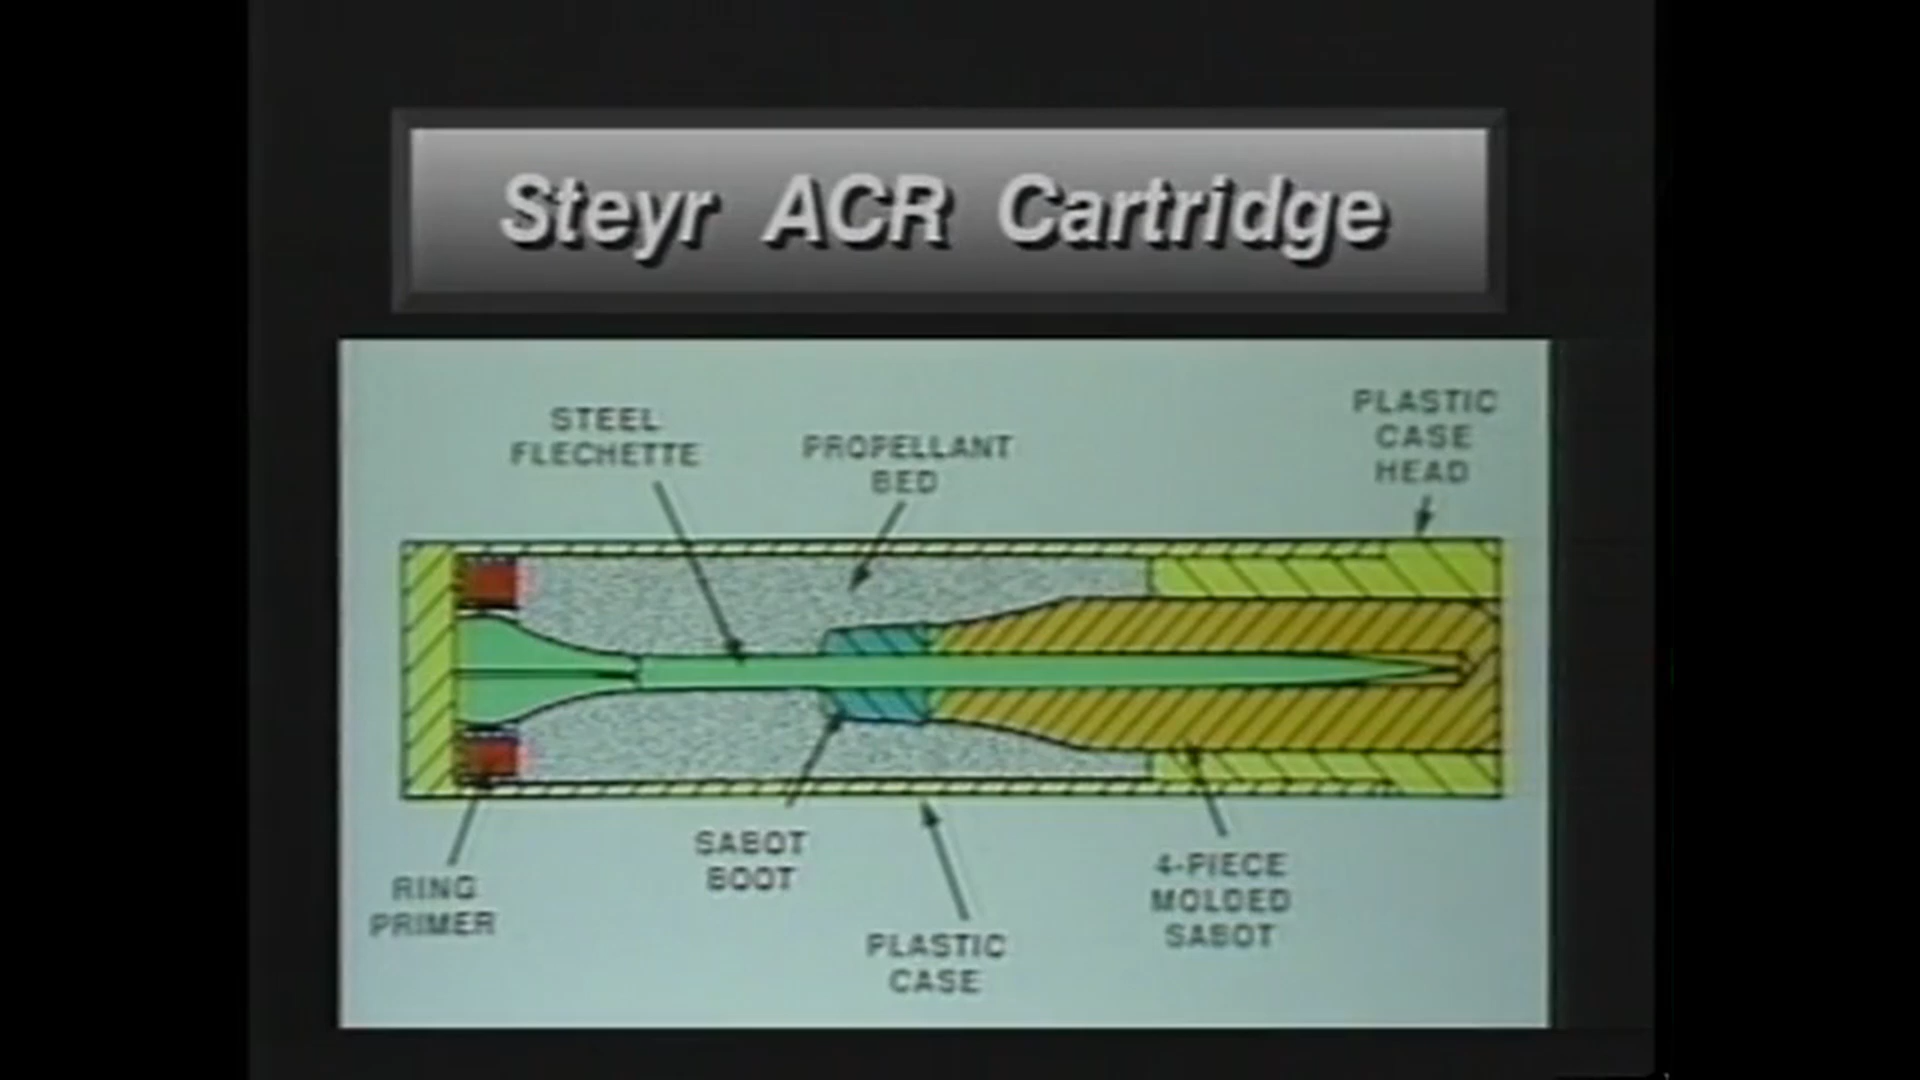 Steyr ACR Cartridge
STEEL
FLECHETTE
PROPELLANT
BED
PLASTIC
CASE
HEAD
RING
PRIMER
SABOT
BOOT
PLASTIC
CASE
4-PIECE
MOLDED
SABOT